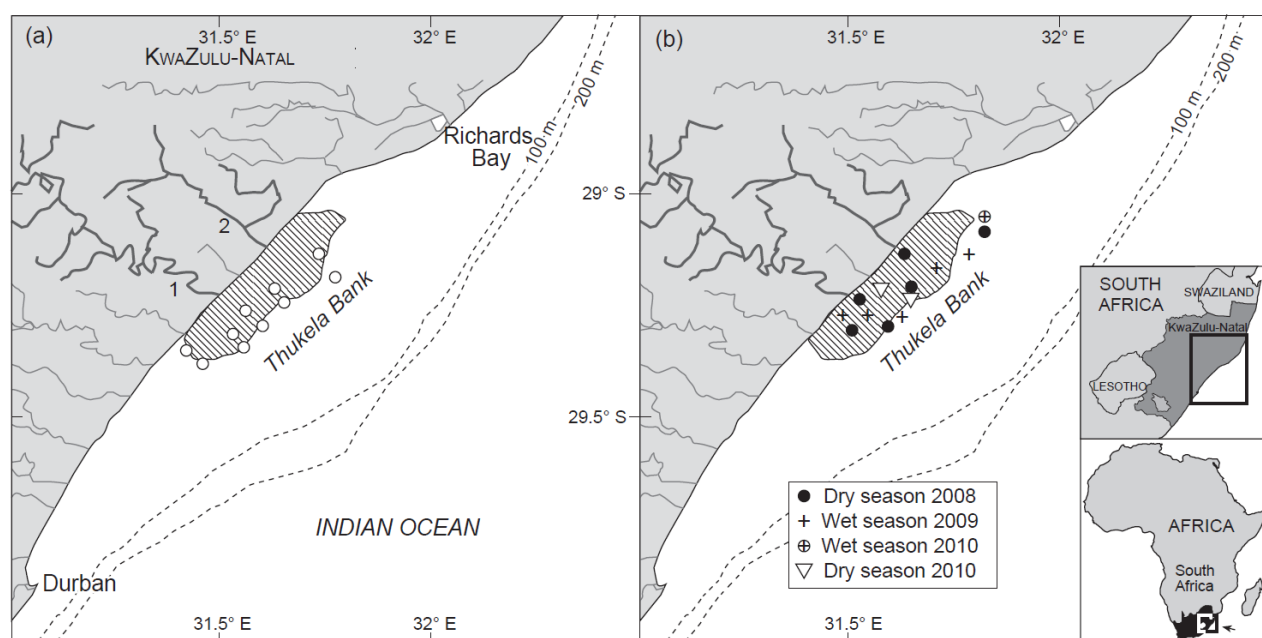 (a)
31.5° E
32° E
KWAZULU-NATAL
200 m
100 m
Richards
Bay
2
1
Thukela Bank
INDIAN OCEAN
Durban
31.5° E
32° E
29° S
29.5° S
(b)
31.5° E
32° E
200 m
100 m
Thukela Bank
Dry season 2008
Wet season 2009
Wet season 2010
Dry season 2010
31.5° E
32° E
SOUTH
AFRICA
SWAZILAND
KwaZulu-Natal
LESOTHO
AFRICA
South
Africa